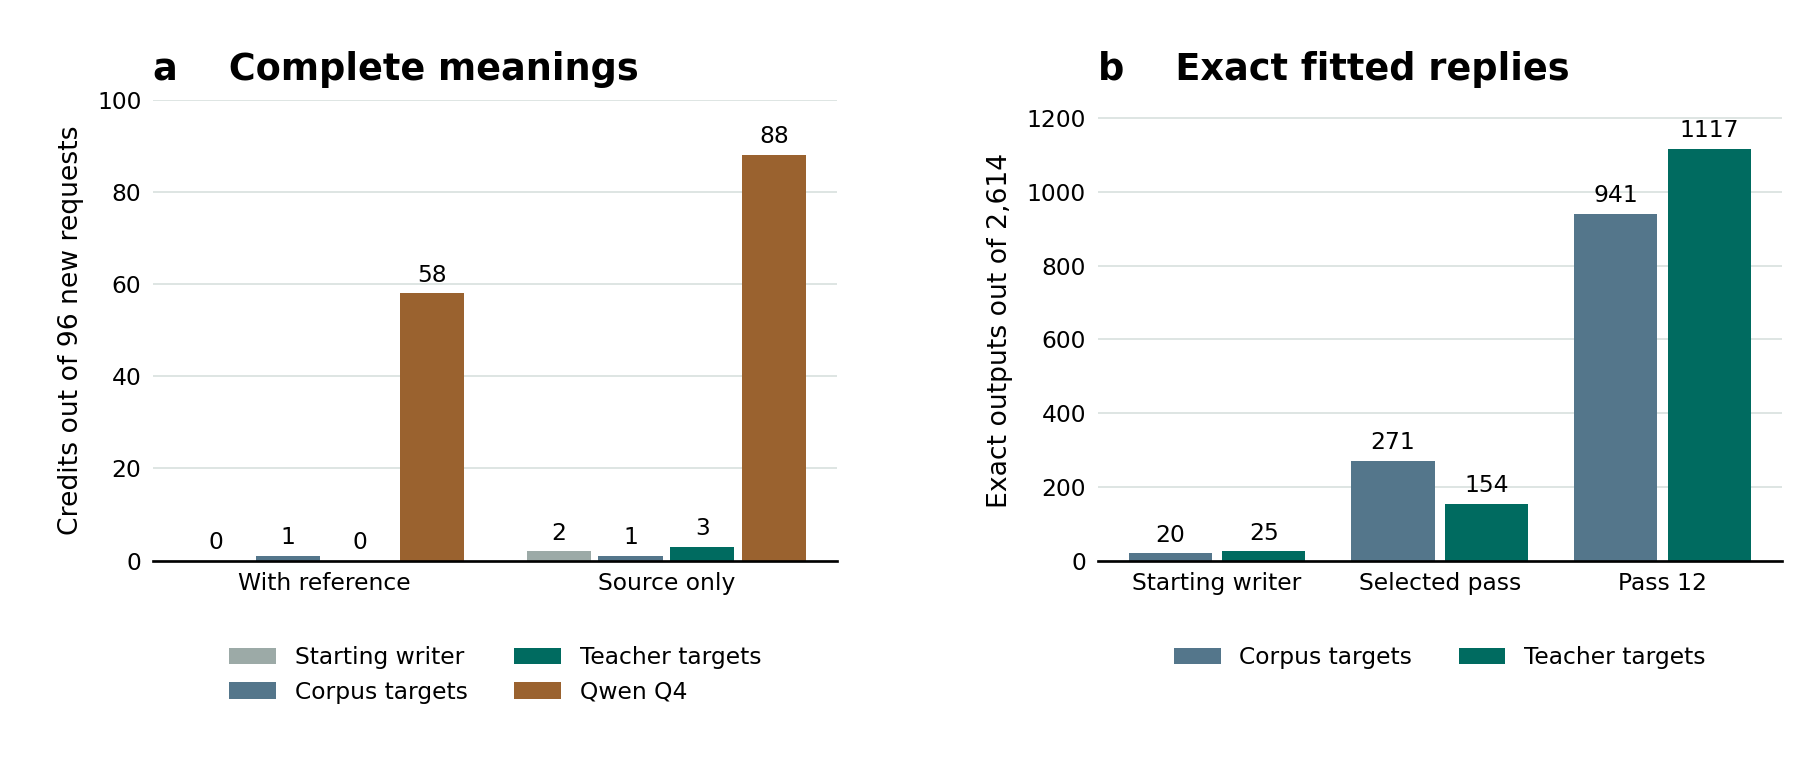 a Complete meanings
Credits out of 96 new requests
100
80
60
40
20
0
0
1
0
58
2
1
3
88
With reference
Source only
Starting writer
Teacher targets
Corpus targets
Qwen Q4
b Exact fitted replies
Exact outputs out of 2,614
1200
1000
800
600
400
200
0
20
25
271
154
941
1117
Starting writer
Selected pass
Pass 12
Corpus targets
Teacher targets